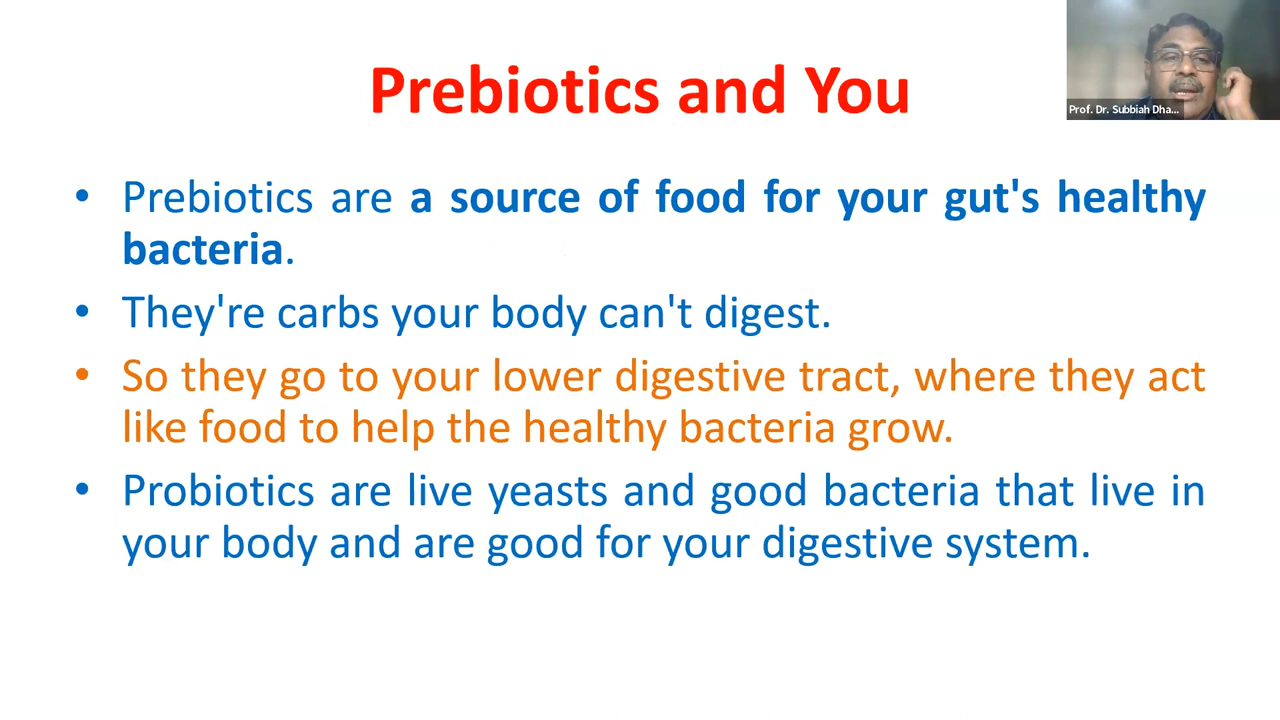 Prebiotics and You
Prof. Dr. Subbiah Dha...
• Prebiotics are a source of food for your gut's healthy
bacteria.
• They're carbs your body can't digest.
• So they go to your lower digestive tract, where they act
like food to help the healthy bacteria grow.
• Probiotics are live yeasts and good bacteria that live in
your body and are good for your digestive system.